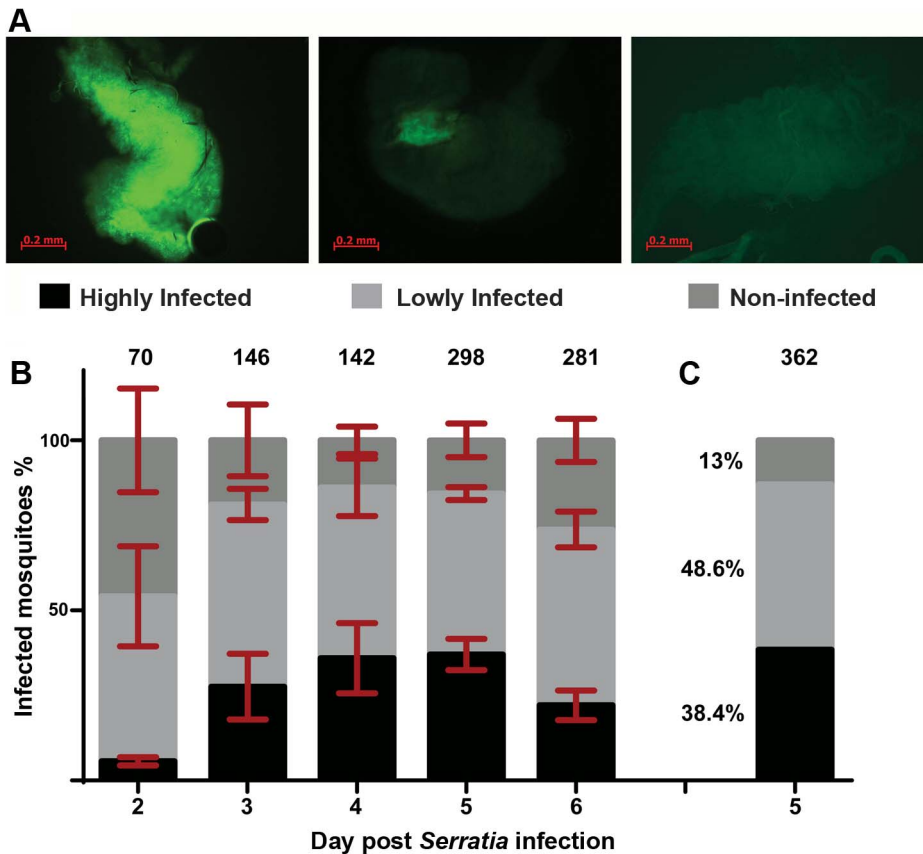 A
0.2 mm
0.2 mm
0.2 mm
Highly Infected
Lowly Infected
Non-infected
B
70
146
142
298
281
C
362
Infected mosquitoes %
100
50
13%
48.6%
38.4%
2
3
4
5
6
5
Day post Serratia infection